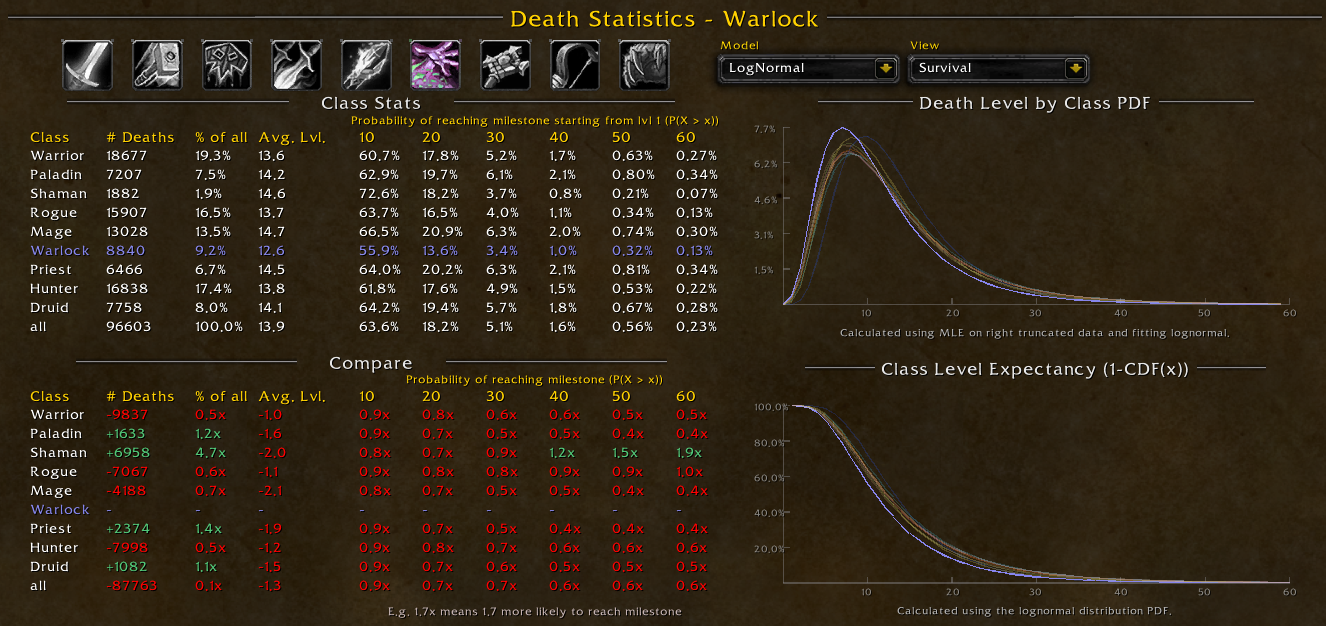 Death Statistics - Warlock
Model View
LogNormal Survival
Class Stats
Probability of reaching milestone starting from lvl 1 (P(X > x))
Class # Deaths % of all Avg. Lvl. 10 20 30 40 50 60
Warrior 18677 19,3% 13,6 60,7% 17,8% 5,2% 1,7% 0,63% 0,27%
Paladin 7207 7,5% 14,2 62,9% 19,7% 6,1% 2,1% 0,80% 0,34%
Shaman 1882 1,9% 14,6 72,6% 18,2% 3,7% 0,8% 0,21% 0,07%
Rogue 15907 16,5% 13,7 63,7% 16,5% 4,0% 1,1% 0,34% 0,13%
Mage 13028 13,5% 14,7 66,5% 20,9% 6,3% 2,0% 0,74% 0,30%
Warlock 8840 9,2% 12,6 55,9% 13,6% 3,4% 1,0% 0,32% 0,13%
Priest 6466 6,7% 14,5 64,0% 20,2% 6,3% 2,1% 0,81% 0,34%
Hunter 16838 17,4% 13,8 61,8% 17,6% 4,9% 1,5% 0,53% 0,22%
Druid 7758 8,0% 14,1 64,2% 19,4% 5,7% 1,8% 0,67% 0,28%
all 96603 100,0% 13,9 63,6% 18,2% 5,1% 1,6% 0,56% 0,23%
Compare
Probability of reaching milestone (P(X > x))
Class # Deaths % of all Avg. Lvl. 10 20 30 40 50 60
Warrior -9837 0,5x -1,0 0,9x 0,8x 0,6x 0,6x 0,5x 0,5x
Paladin +1633 1,2x -1,6 0,9x 0,7x 0,5x 0,5x 0,4x 0,4x
Shaman +6958 4,7x -2,0 0,8x 0,7x 0,9x 1,2x 1,5x 1,9x
Rogue -7067 0,6x -1,1 0,9x 0,8x 0,8x 0,9x 0,9x 1,0x
Mage -4188 0,7x -2,1 0,8x 0,7x 0,5x 0,5x 0,4x 0,4x
Warlock - - - - - - - - -
Priest +2374 1,4x -1,9 0,9x 0,7x 0,5x 0,4x 0,4x 0,4x
Hunter -7998 0,5x -1,2 0,9x 0,8x 0,7x 0,6x 0,6x 0,6x
Druid +1082 1,1x -1,5 0,9x 0,7x 0,6x 0,5x 0,5x 0,5x
all -87763 0,1x -1,3 0,9x 0,7x 0,7x 0,6x 0,6x 0,6x
E.g. 1.7x means 1.7 more likely to reach milestone
Death Level by Class PDF
7,7%
6,2%
4,6%
3,1%
1,5%
10 20 30 40 50 60
Calculated using MLE on right truncated data and fitting lognormal.
Class Level Expectancy (1-CDF(x))
100,0%
80,0%
60,0%
40,0%
20,0%
10 20 30 40 50 60
Calculated using the lognormal distribution PDF.